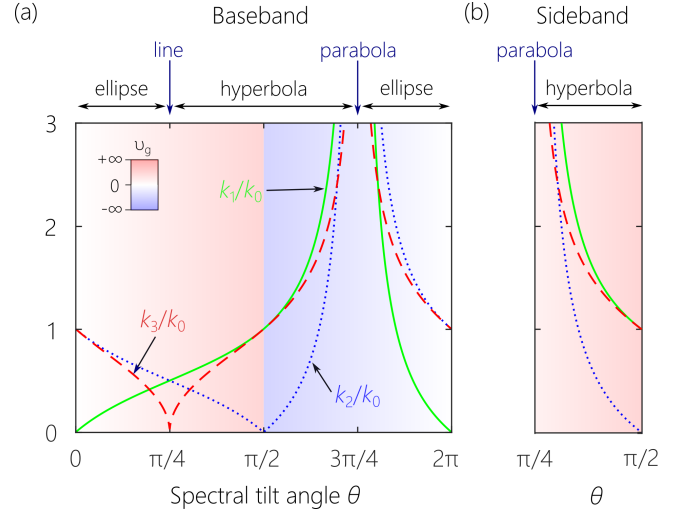 (a)
Baseband
line
parabola
ellipse
hyperbola
ellipse
3
υg
+∞
0
-∞
k1/k0
2
1
k3/k0
k2/k0
0
0
π/4
π/2
3π/4
2π
Spectral tilt angle θ
(b)
Sideband
parabola
hyperbola
π/4
π/2
θ